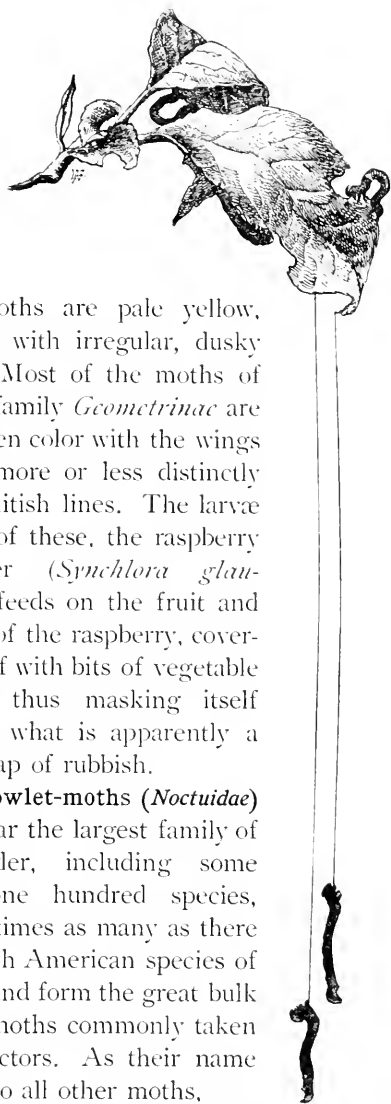 oths are pale yellow,
with irregular, dusky
Most of the moths of
family Geometrinae are
en color with the wings
more or less distinctly
itish lines. The larvæ
of these, the raspberry
er (Synchlora glau-
feeds on the fruit and
of the raspberry, cover-
f with bits of vegetable
thus masking itself
what is apparently a
ap of rubbish.
owlet-moths (Noctuidae)
ar the largest family of
ler, including some
ne hundred species,
times as many as there
h American species of
nd form the great bulk
noths commonly taken
ctors. As their name
o all other moths,